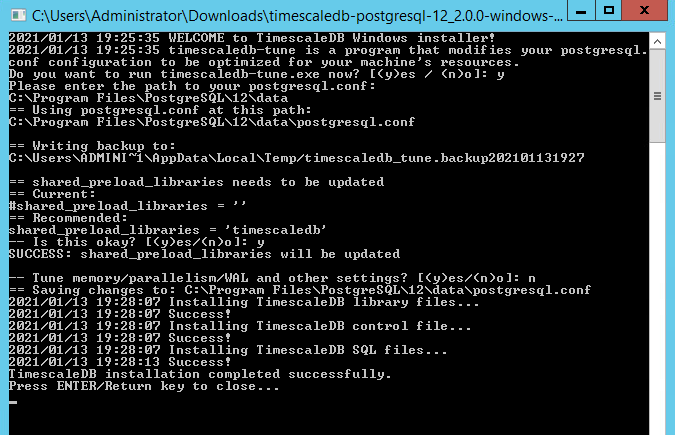 C:\Users\Administrator\Downloads\timescaledb-postgresql-12_2.0.0-windows-...
2021/01/13 19:25:35 WELCOME to TimescaleDB Windows installer!
2021/01/13 19:25:35 timescaledb-tune is a program that modifies your postgresql.
conf configuration to be optimized for your machine's resources.
Do you want to run timescaledb-tune.exe now? [(y)es / (n)o]: y
Please enter the path to your postgresql.conf:
C:\Program Files\PostgreSQL\12\data
== Using postgresql.conf at this path:
C:\Program Files\PostgreSQL\12\data\postgresql.conf
== Writing backup to:
C:\Users\ADMINI~1\AppData\Local\Temp/timescaledb_tune.backup202101131927
== shared_preload_libraries needs to be updated
== Current:
#shared_preload_libraries = ''
== Recommended:
shared_preload_libraries = 'timescaledb'
-- Is this okay? [(y)es/(n)o]: y
SUCCESS: shared_preload_libraries will be updated
-- Tune memory/parallelism/WAL and other settings? [(y)es/(n)o]: n
== Saving changes to: C:\Program Files\PostgreSQL\12\data\postgresql.conf
2021/01/13 19:28:07 Installing TimescaleDB library files...
2021/01/13 19:28:07 Success!
2021/01/13 19:28:07 Installing TimescaleDB control file...
2021/01/13 19:28:07 Success!
2021/01/13 19:28:07 Installing TimescaleDB SQL files...
2021/01/13 19:28:13 Success!
TimescaleDB installation completed successfully.
Press ENTER/Return key to close...